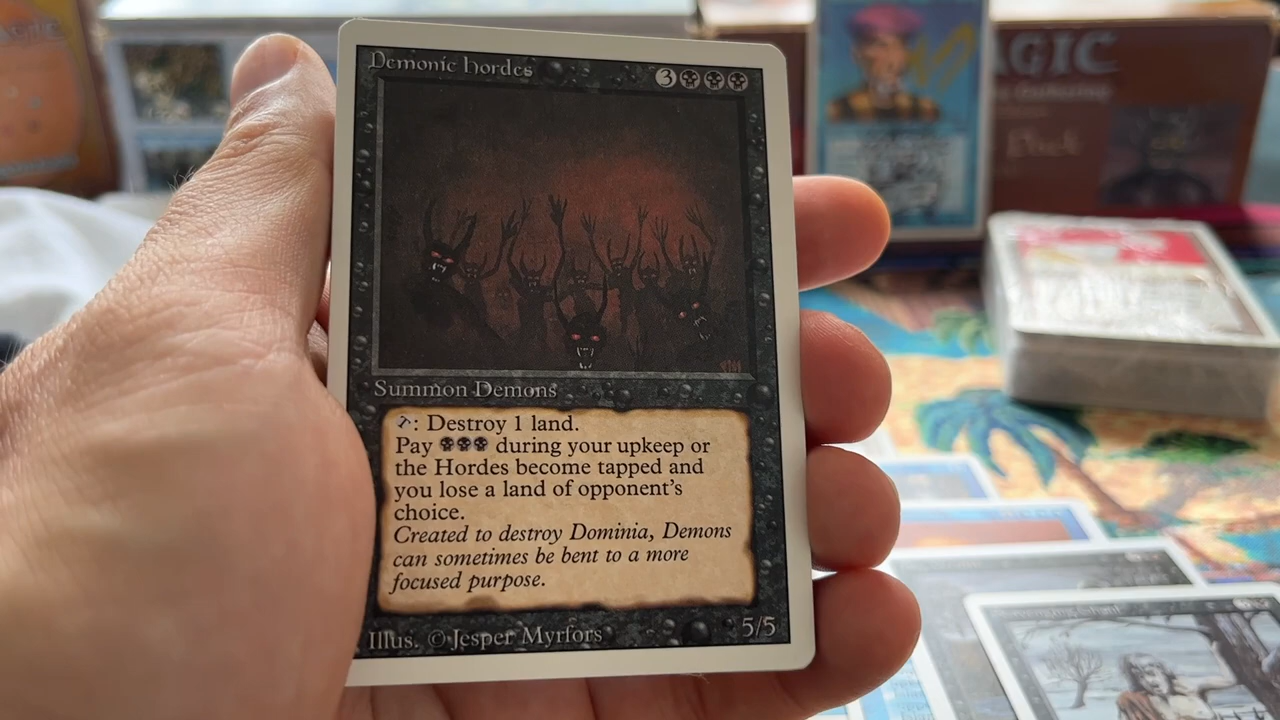 Demonic Hordes
3
AGIC
Summon Demons
: Destroy 1 land.
Pay during your upkeep or
the Hordes become tapped and
you lose a land of opponent's
choice.
Created to destroy Dominia, Demons
can sometimes be bent to a more
focused purpose.
Illus. © Jesper Myrfors
5/5